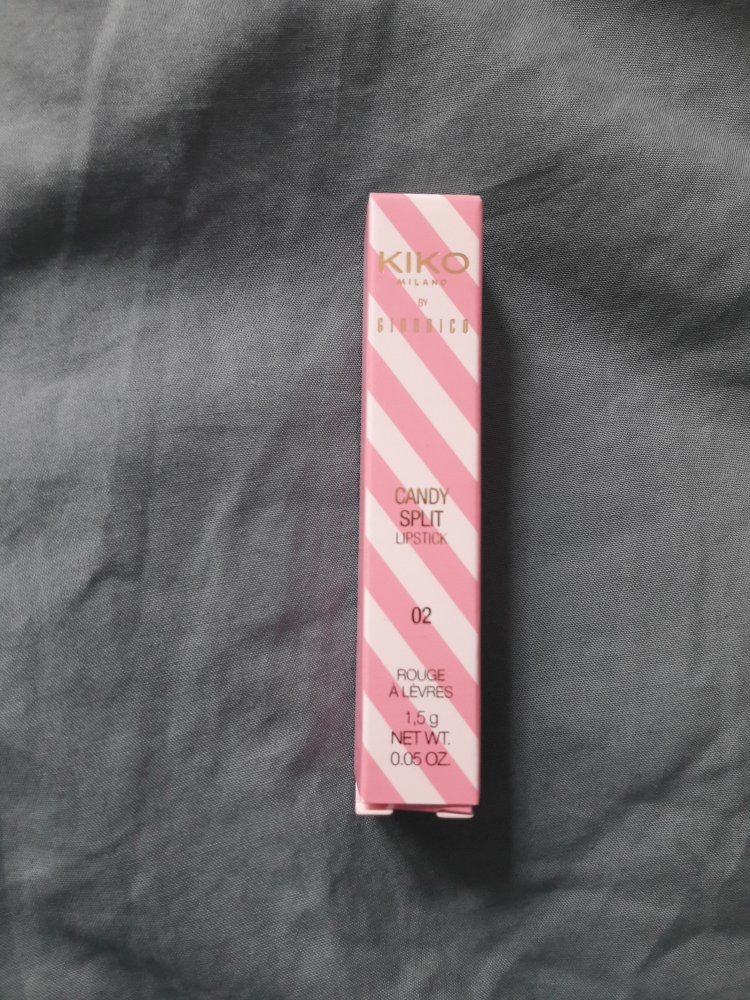 KIKO
MILANO
BY
CANDY
SPLIT
LIPSTICK
02
ROUGE
À LÈVRES
1,5 g
NET WT.
0.05 OZ.